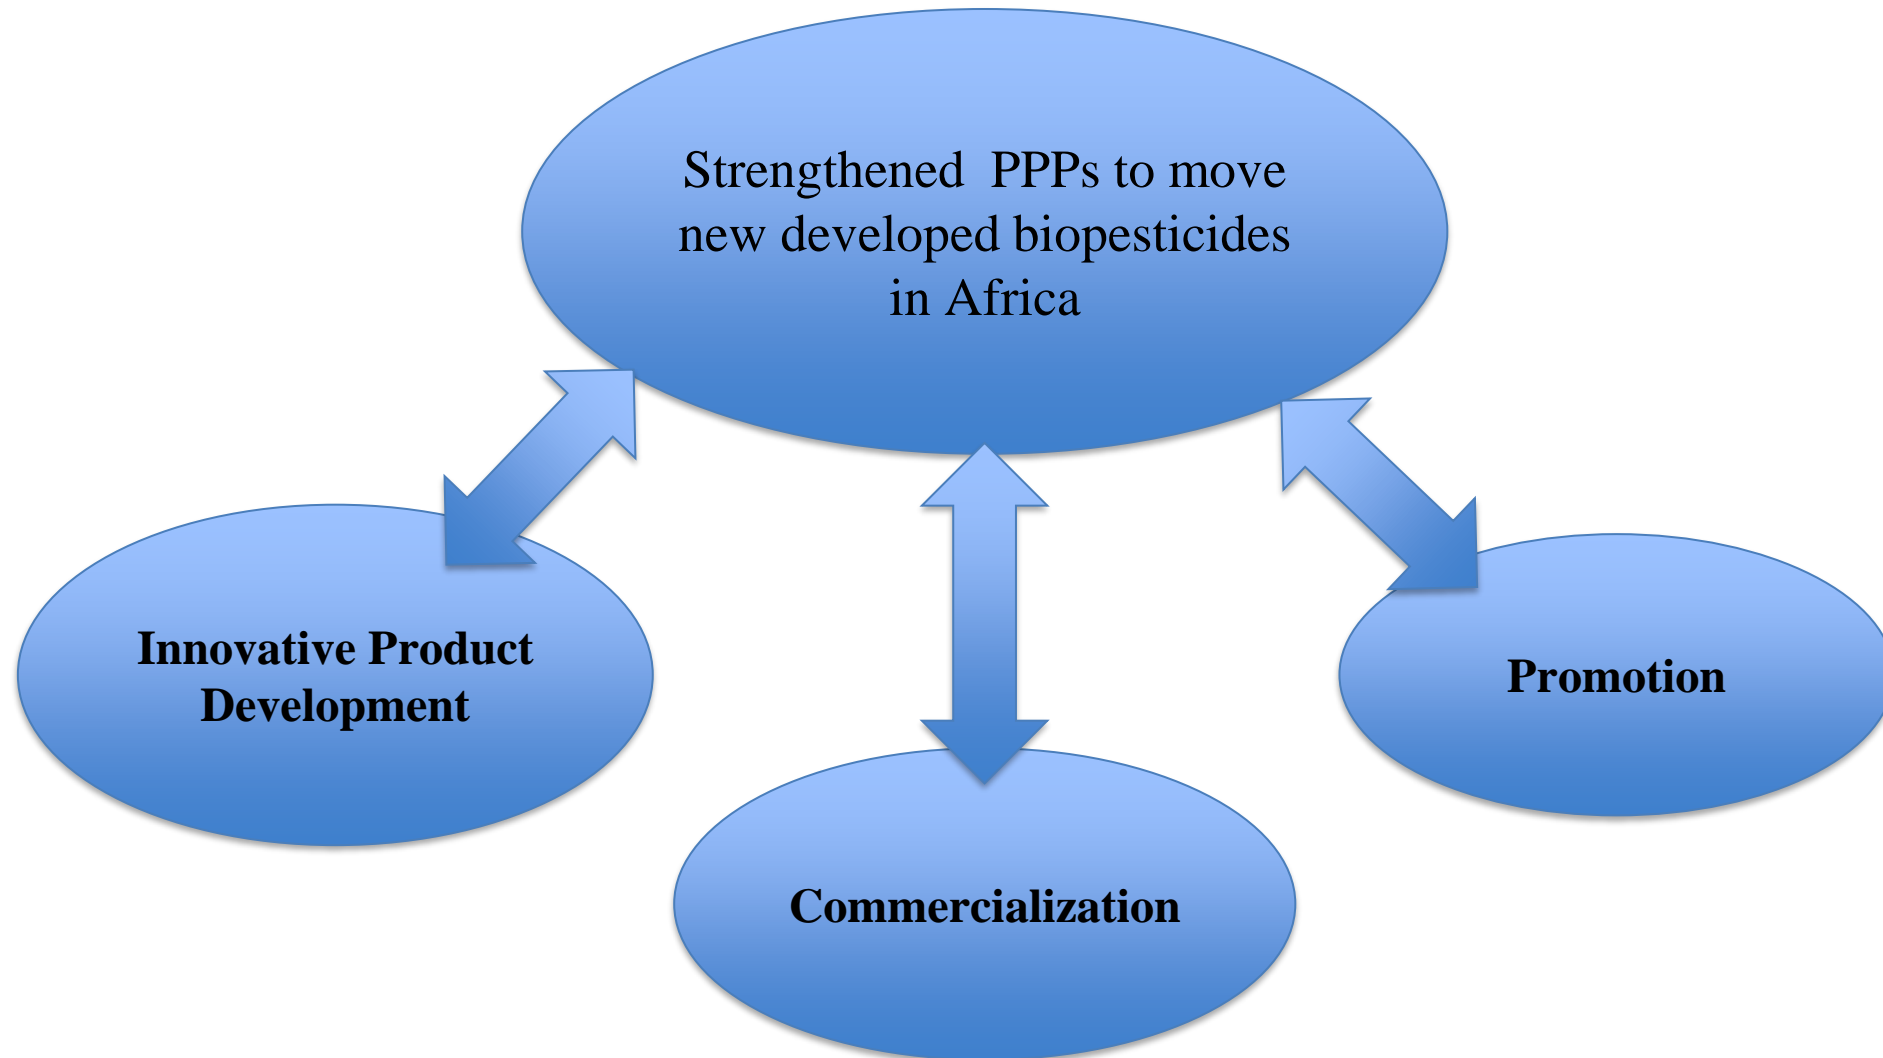 Strengthened  PPPs to move
new developed biopesticides
in Africa
Innovative Product
Development
Promotion
Commercialization